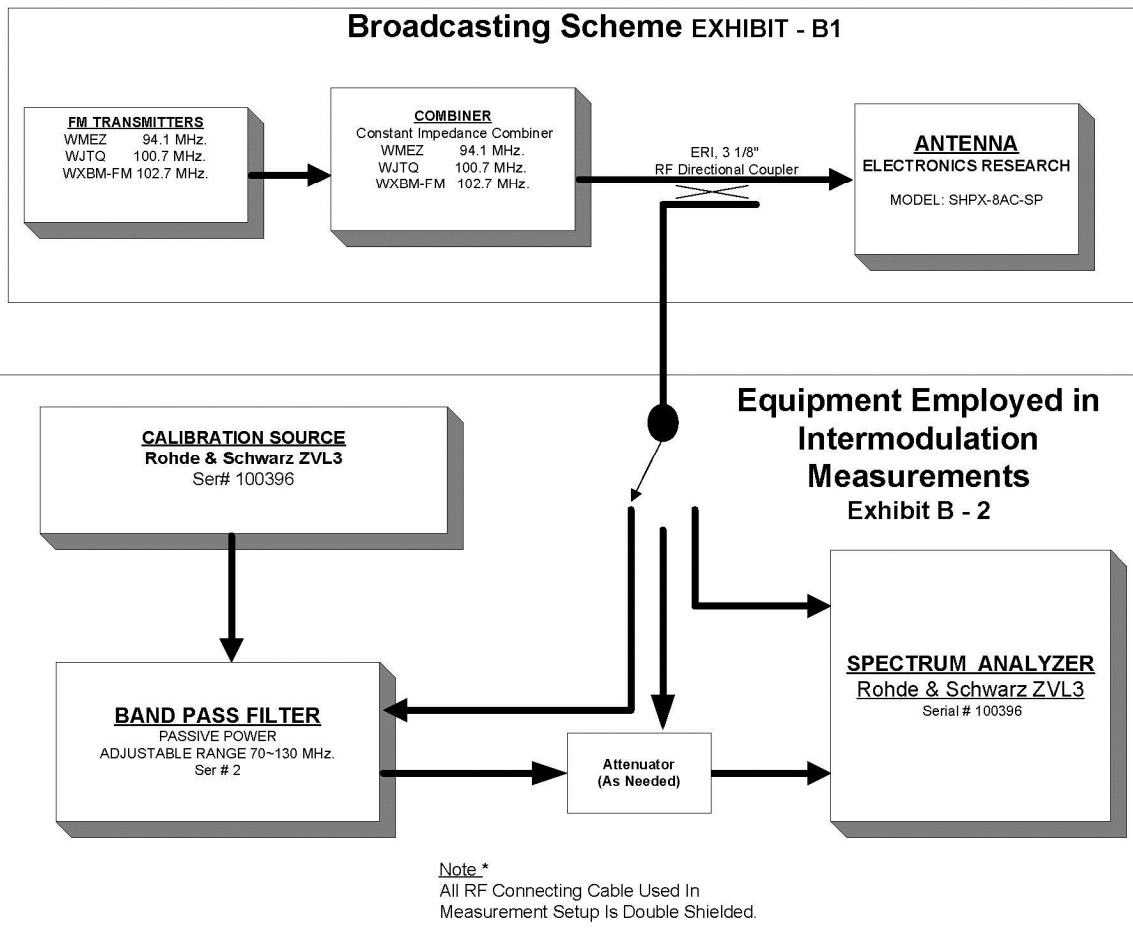 Broadcasting Scheme EXHIBIT - B1
FM TRANSMITTERS
WMEZ 94.1 MHz.
WJTQ 100.7 MHz.
WXBM-FM 102.7 MHz.
COMBINER
Constant Impedance Combiner
WMEZ 94.1 MHz.
WJTQ 100.7 MHz.
WXBM-FM 102.7 MHz.
ERI, 3 1/8"
RF Directional Coupler
ANTENNA
ELECTRONICS RESEARCH
MODEL: SHPX-8AC-SP
Equipment Employed in
Intermodulation
Measurements
Exhibit B - 2
CALIBRATION SOURCE
Rohde & Schwarz ZVL3
Ser# 100396
BAND PASS FILTER
PASSIVE POWER
ADJUSTABLE RANGE 70~130 MHz.
Ser # 2
Attenuator
(As Needed)
SPECTRUM ANALYZER
Rohde & Schwarz ZVL3
Serial # 100396
Note *
All RF Connecting Cable Used In
Measurement Setup Is Double Shielded.